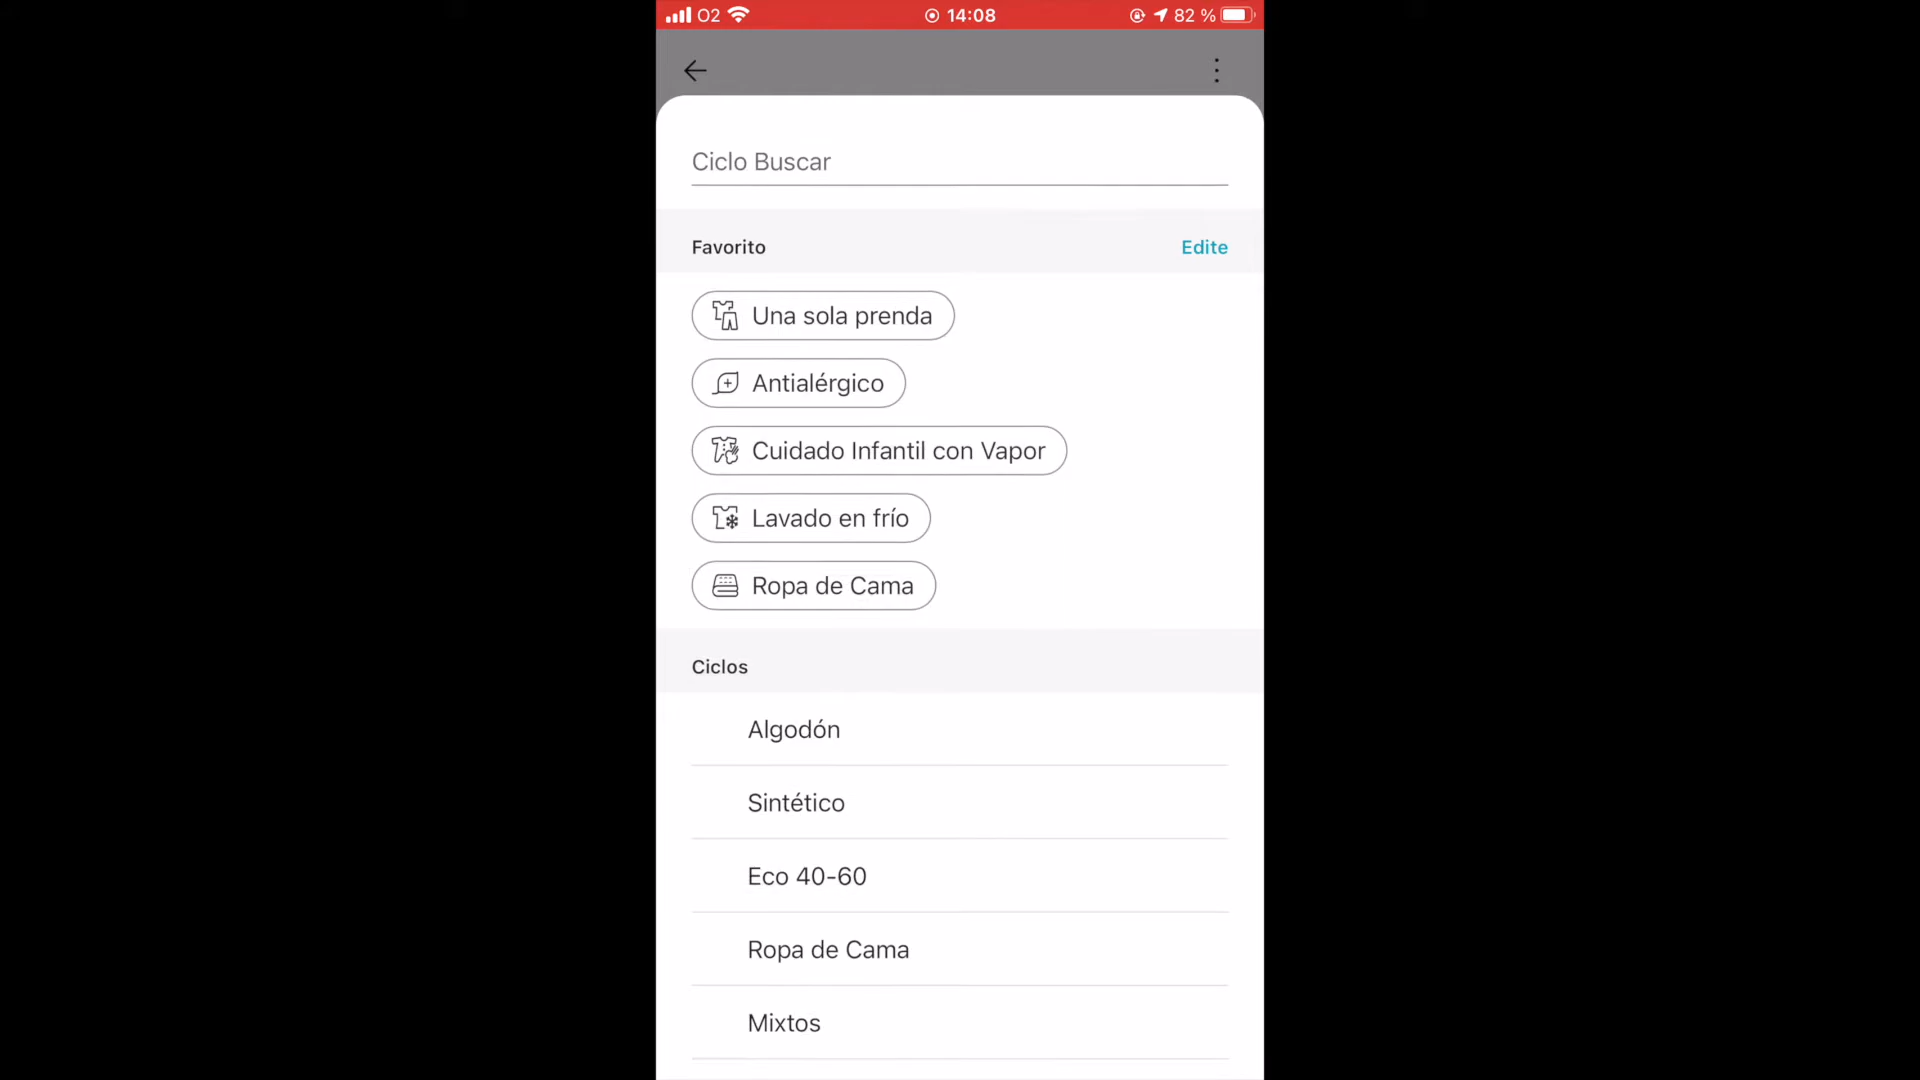 O2 14:08 82 %
Ciclo Buscar
Favorito Edite
Una sola prenda
Antialérgico
Cuidado Infantil con Vapor
Lavado en frío
Ropa de Cama
Ciclos
Algodón
Sintético
Eco 40-60
Ropa de Cama
Mixtos